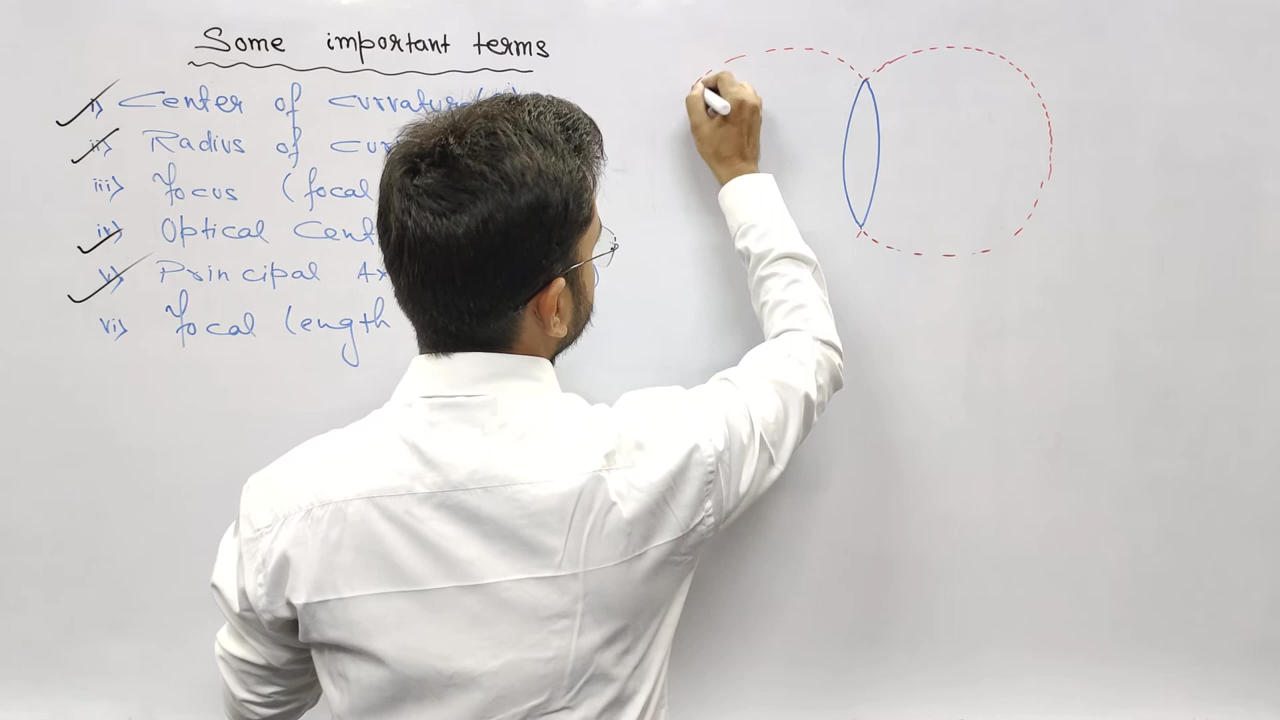 Some important terms
i) Center of curvature(
ii) Radius of cur
iii) focus (focal
iv) Optical Cent
v) Principal Ax
vi) focal length